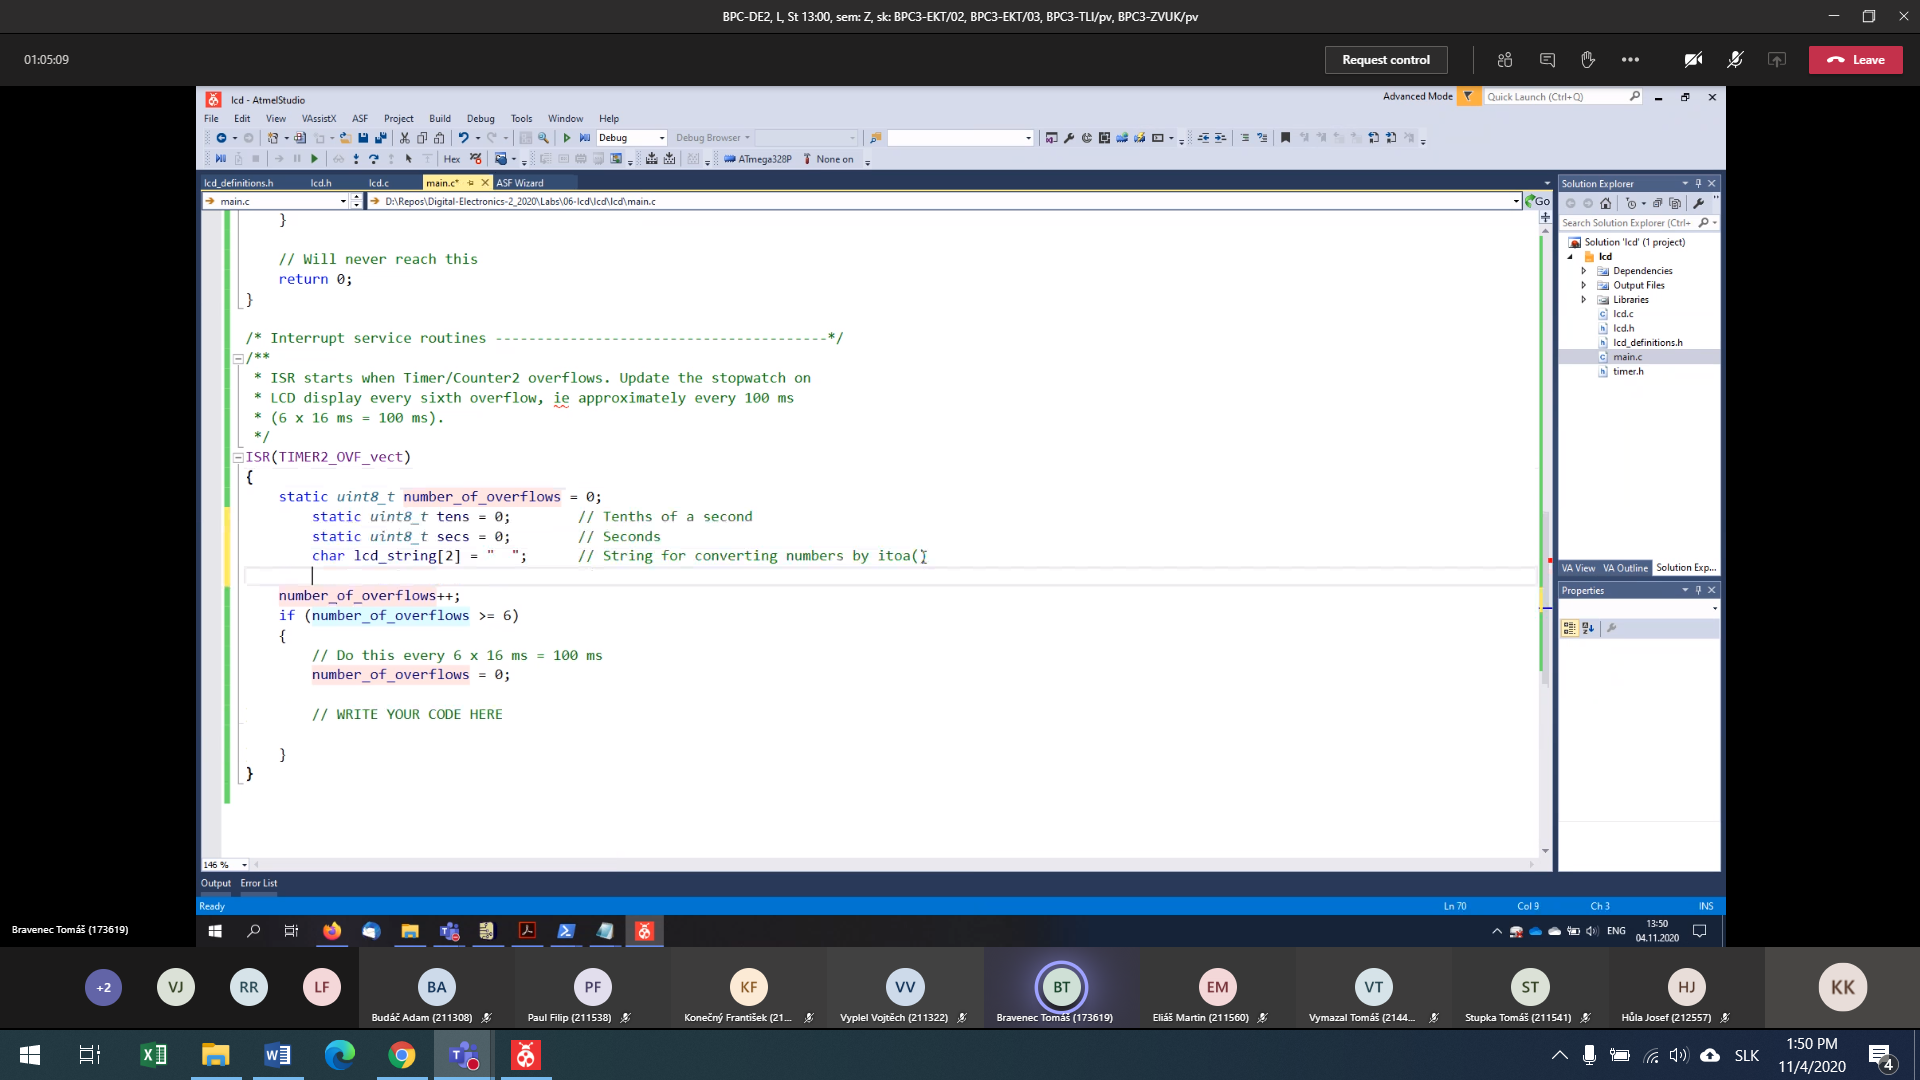 BPC-DE2, L, St 13:00, sem: Z, sk: BPC3-EKT/02, BPC3-EKT/03, BPC3-TLI/pv, BPC3-ZVUK/pv
01:05:09
Request control
Leave
lcd - AtmelStudio
Advanced Mode
Quick Launch (Ctrl+Q)
File Edit View VAssistX ASF Project Build Debug Tools Window Help
Debug
Debug Browser
Hex
ATmega328P
None on
lcd_definitions.h lcd.h lcd.c main.c* ASF Wizard
main.c
D:\Repos\Digital-Electronics-2_2020\Labs\06-lcd\lcd\lcd\main.c
Go
}
// Will never reach this
return 0;
}
/* Interrupt service routines ----------------------------------------*/
/**
* ISR starts when Timer/Counter2 overflows. Update the stopwatch on
* LCD display every sixth overflow, ie approximately every 100 ms
* (6 x 16 ms = 100 ms).
*/
ISR(TIMER2_OVF_vect)
{
static uint8_t number_of_overflows = 0;
static uint8_t tens = 0; // Tenths of a second
static uint8_t secs = 0; // Seconds
char lcd_string[2] = "  "; // String for converting numbers by itoa()
number_of_overflows++;
if (number_of_overflows >= 6)
{
// Do this every 6 x 16 ms = 100 ms
number_of_overflows = 0;
// WRITE YOUR CODE HERE
}
}
146 %
Output Error List
Ready
Ln 70 Col 9 Ch 3 INS
Solution Explorer
Search Solution Explorer (Ctrl+
Solution 'lcd' (1 project)
lcd
Dependencies
Output Files
Libraries
lcd.c
lcd.h
lcd_definitions.h
main.c
timer.h
VA View VA Outline Solution Exp...
Properties
ENG
13:50
04.11.2020
Bravenec Tomáš (173619)
+2 VJ RR LF BA PF KF VV BT EM VT ST HJ KK
Budáč Adam (211308)
Paul Filip (211538)
Konečný František (21...
Vyplel Vojtěch (211322)
Bravenec Tomáš (173619)
Eliáš Martin (211560)
Vymazal Tomáš (2144...
Stupka Tomáš (211541)
Hůla Josef (212557)
SLK
1:50 PM
11/4/2020
4